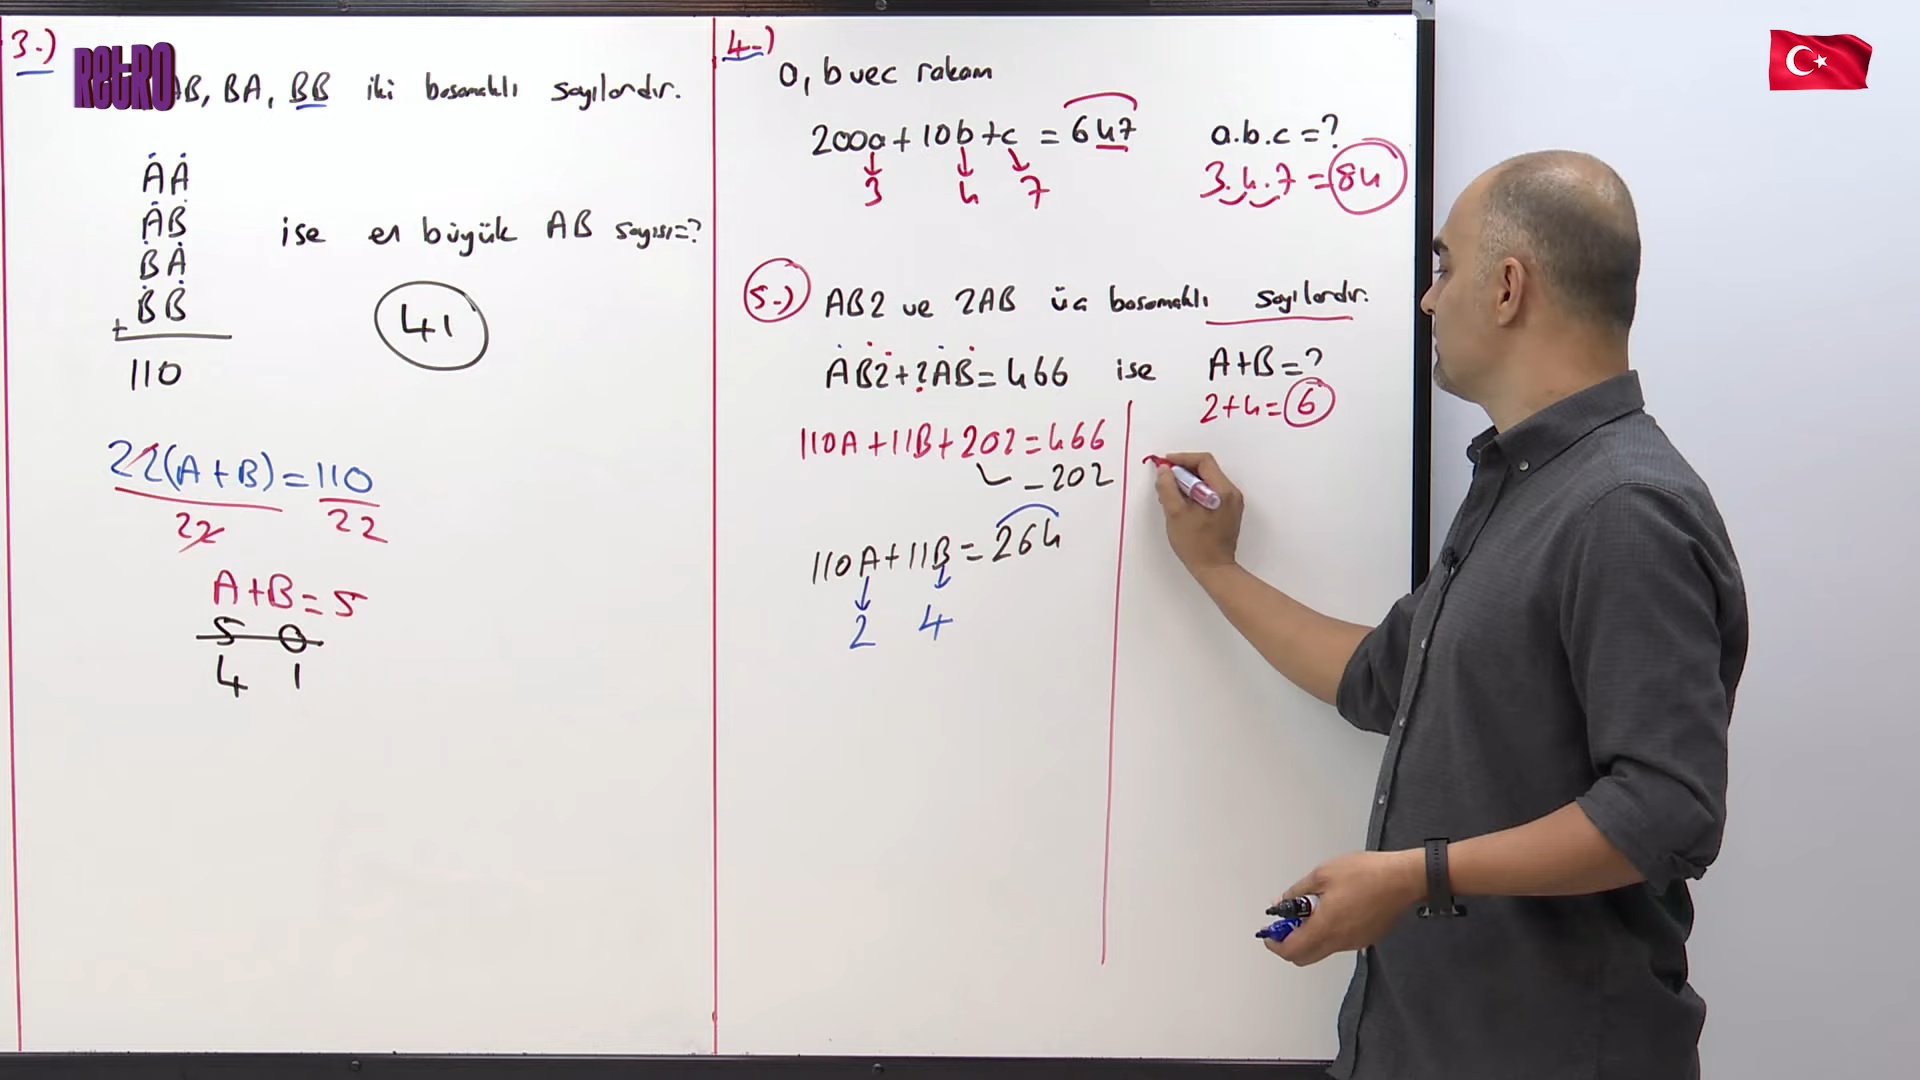 3-)
RETRO
AB, BA, BB iki basamaklı sayılardır.
AA
AB
BA
+ BB
110
ise en büyük AB sayısı=?
41
22(A+B)=110
22 22
A+B=5
5 0
4 1
4-)
a, b ve c rakam
200a+10b+c=647
3 4 7
a.b.c=?
3.4.7=84
5-) AB2 ve 2AB üç basamaklı sayılardır.
AB2+2AB=466 ise A+B=?
2+4=6
110A+11B+202=466
-202
110A+11B=264
2 4